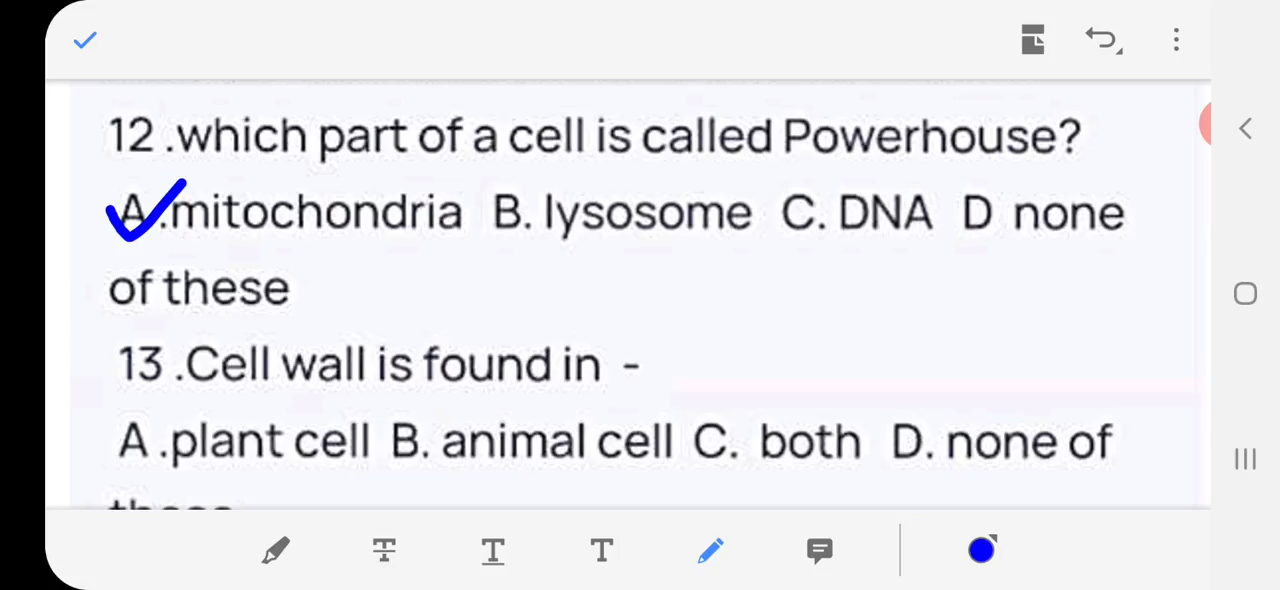 12 .which part of a cell is called Powerhouse?
A .mitochondria B. lysosome C. DNA D none
of these
13 .Cell wall is found in -
A .plant cell B. animal cell C. both D. none of
these